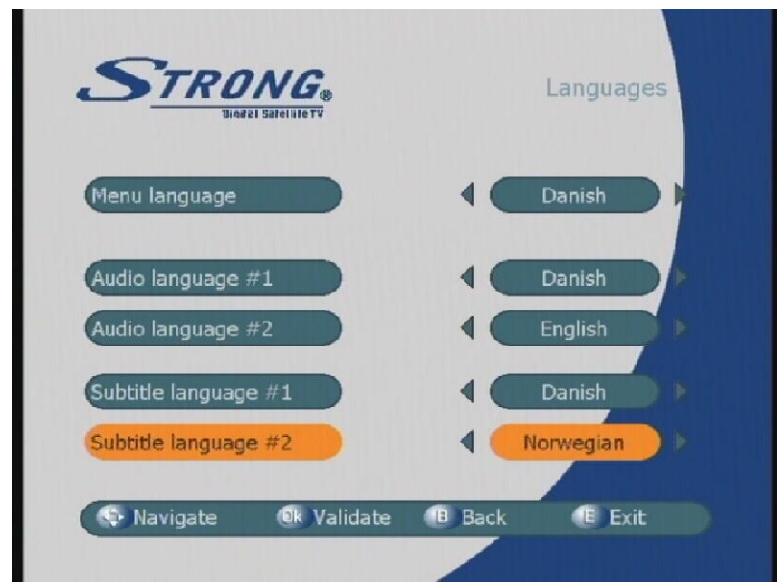 STRONG®
Digital Satellite TV
Languages
Menu language Danish
Audio language #1 Danish
Audio language #2 English
Subtitle language #1 Danish
Subtitle language #2 Norwegian
Navigate Ok Validate B Back E Exit